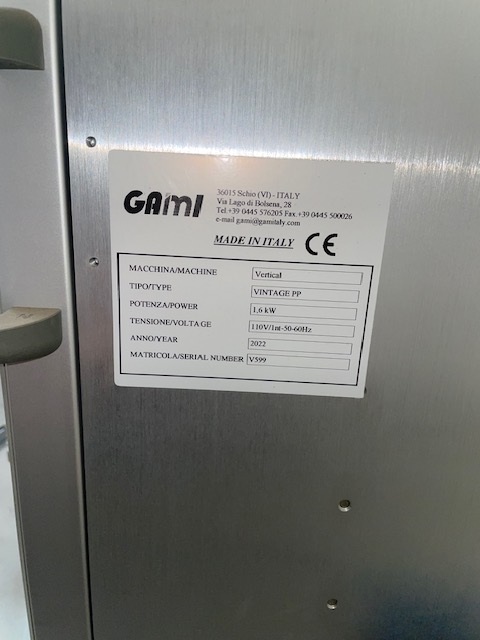 GAMI
36015 Schio (VI) - ITALY
Via Lago di Bolsena, 28
Tel.+39 0445 576205 Fax.+39 0445 500026
e-mail gami@gamitaly.com
MADE IN ITALY CE
MACCHINA/MACHINE Vertical
TIPO/TYPE VINTAGE PP
POTENZA/POWER 1,6 kW
TENSIONE/VOLTAGE 110V/1nt-50-60Hz
ANNO/YEAR 2022
MATRICOLA/SERIAL NUMBER V599